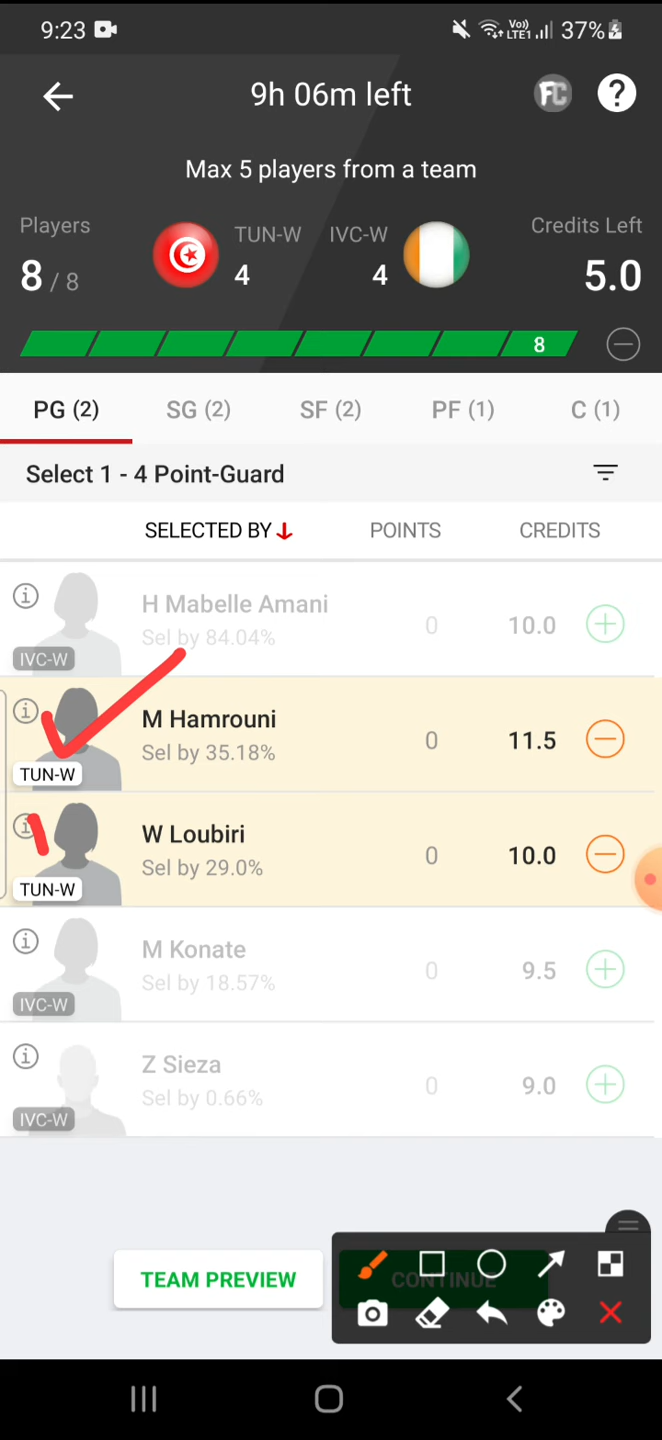 9:23 Vo) LTE1 37%
9h 06m left FC ?
Max 5 players from a team
Players TUN-W IVC-W Credits Left
8 / 8 4 4 5.0
8
PG (2) SG (2) SF (2) PF (1) C (1)
Select 1 - 4 Point-Guard
SELECTED BY POINTS CREDITS
H Mabelle Amani
Sel by 84.04% 0 10.0
IVC-W
M Hamrouni
Sel by 35.18% 0 11.5
TUN-W
W Loubiri
Sel by 29.0% 0 10.0
TUN-W
M Konate
Sel by 18.57% 0 9.5
IVC-W
Z Sieza
Sel by 0.66% 0 9.0
IVC-W
TEAM PREVIEW CONTINUE